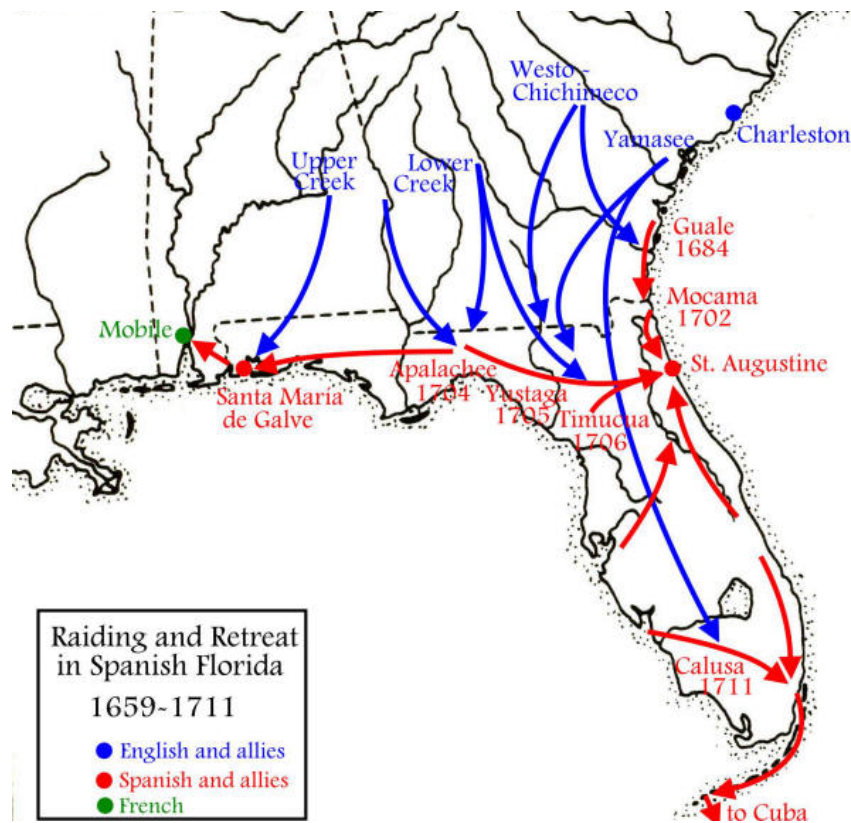 Westo -
Chichimeco
Charleston
Yamasee
Upper
Creek
Lower
Creek
Guale
1684
Mocama
1702
Mobile
St. Augustine
Santa María
de Galve
Apalachee
1704
Yustaga
1705
Timucua
1706
Calusa
1711
to Cuba
Raiding and Retreat
in Spanish Florida
1659-1711
English and allies
Spanish and allies
French